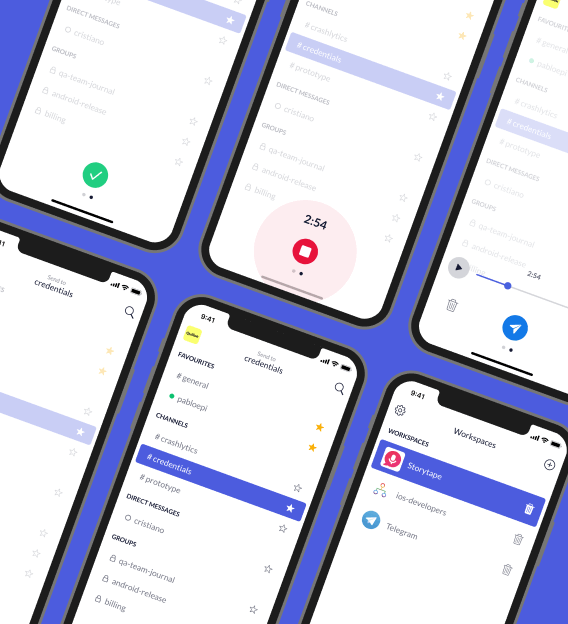 DIRECT MESSAGES
cristiano
GROUPS
qa-team-journal
android-release
billing
CHANNELS
# crashlytics
# credentials
# prototype
DIRECT MESSAGES
cristiano
GROUPS
qa-team-journal
android-release
billing
2:54
FAVOURITES
# general
pabloepi
CHANNELS
# crashlytics
# credentials
# prototype
DIRECT MESSAGES
cristiano
GROUPS
qa-team-journal
android-release
2:54
Send to
credentials
9:41
Send to
credentials
FAVOURITES
# general
pabloepi
CHANNELS
# crashlytics
# credentials
# prototype
DIRECT MESSAGES
cristiano
GROUPS
qa-team-journal
android-release
billing
9:41
Workspaces
WORKSPACES
Storytape
ios-developers
Telegram